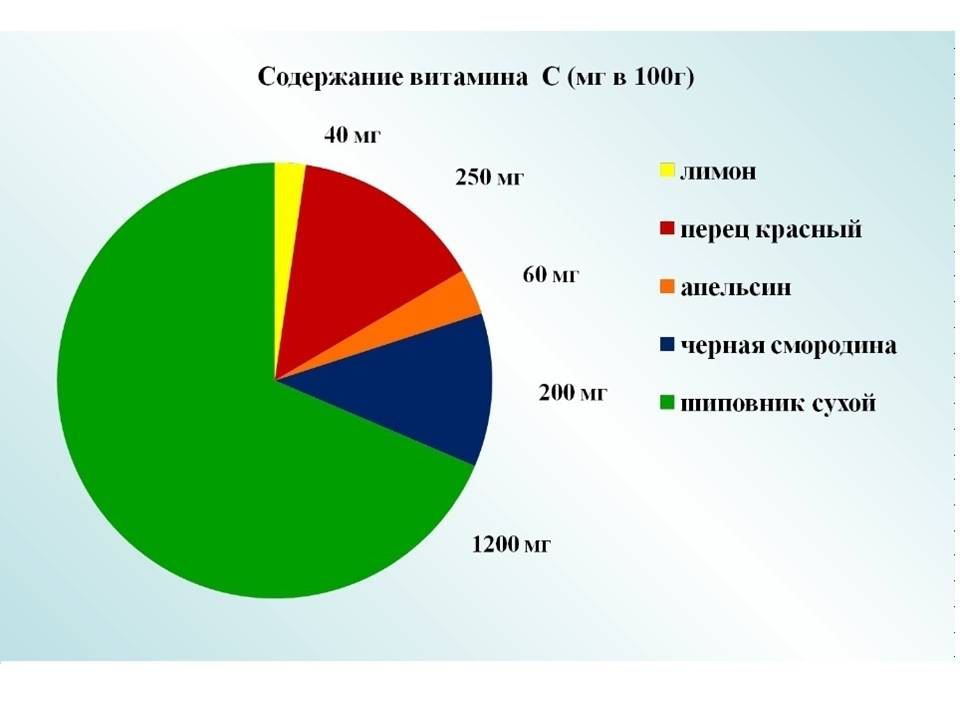 Содержание витамина С (мг в 100г)
40 мг
250 мг
60 мг
200 мг
1200 мг
лимон
перец красный
апельсин
черная смородина
шиповник сухой